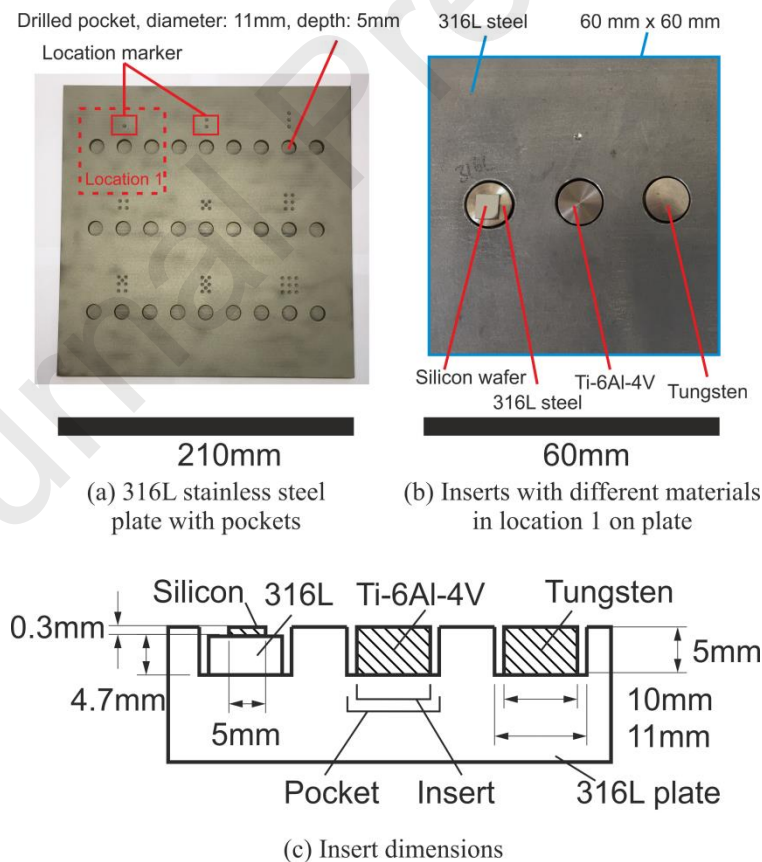 Drilled pocket, diameter: 11mm, depth: 5mm
Location marker
Location 1
210mm
(a) 316L stainless steel
plate with pockets
316L steel
60 mm x 60 mm
316L
Silicon wafer
316L steel
Ti-6Al-4V
Tungsten
60mm
(b) Inserts with different materials
in location 1 on plate
Silicon
316L
Ti-6Al-4V
Tungsten
0.3mm
4.7mm
5mm
5mm
10mm
11mm
Pocket
Insert
316L plate
(c) Insert dimensions